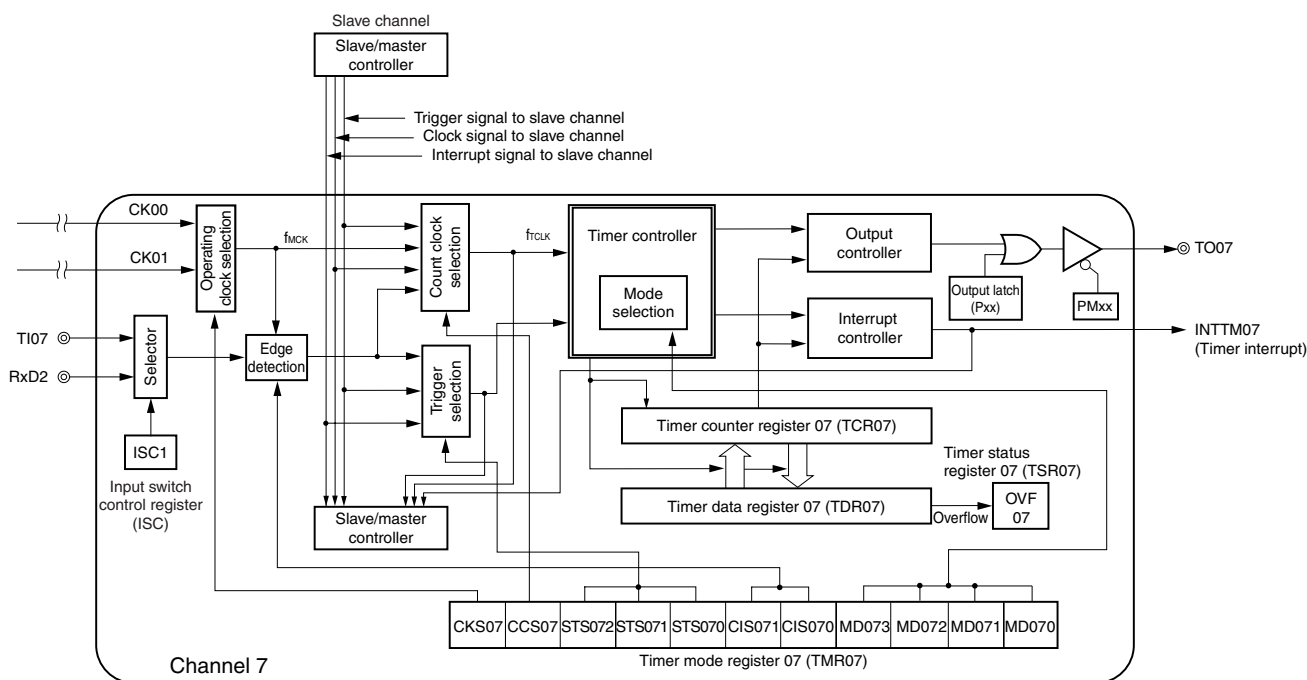 Slave channel
Slave/master
controller
Trigger signal to slave channel
Clock signal to slave channel
Interrupt signal to slave channel
CK00
CK01
Operating
clock selection
fMCK
Count clock
selection
fTCLK
Timer controller
Mode
selection
Output
controller
Output latch
(Pxx)
PMxx
TO07
Interrupt
controller
INTTM07
(Timer interrupt)
TI07
RxD2
Selector
Edge
detection
Trigger
selection
ISC1
Input switch
control register
(ISC)
Timer counter register 07 (TCR07)
Timer status
register 07 (TSR07)
Timer data register 07 (TDR07)
Overflow
OVF
07
Slave/master
controller
CKS07 CCS07 STS072 STS071 STS070 CIS071 CIS070 MD073 MD072 MD071 MD070
Timer mode register 07 (TMR07)
Channel 7